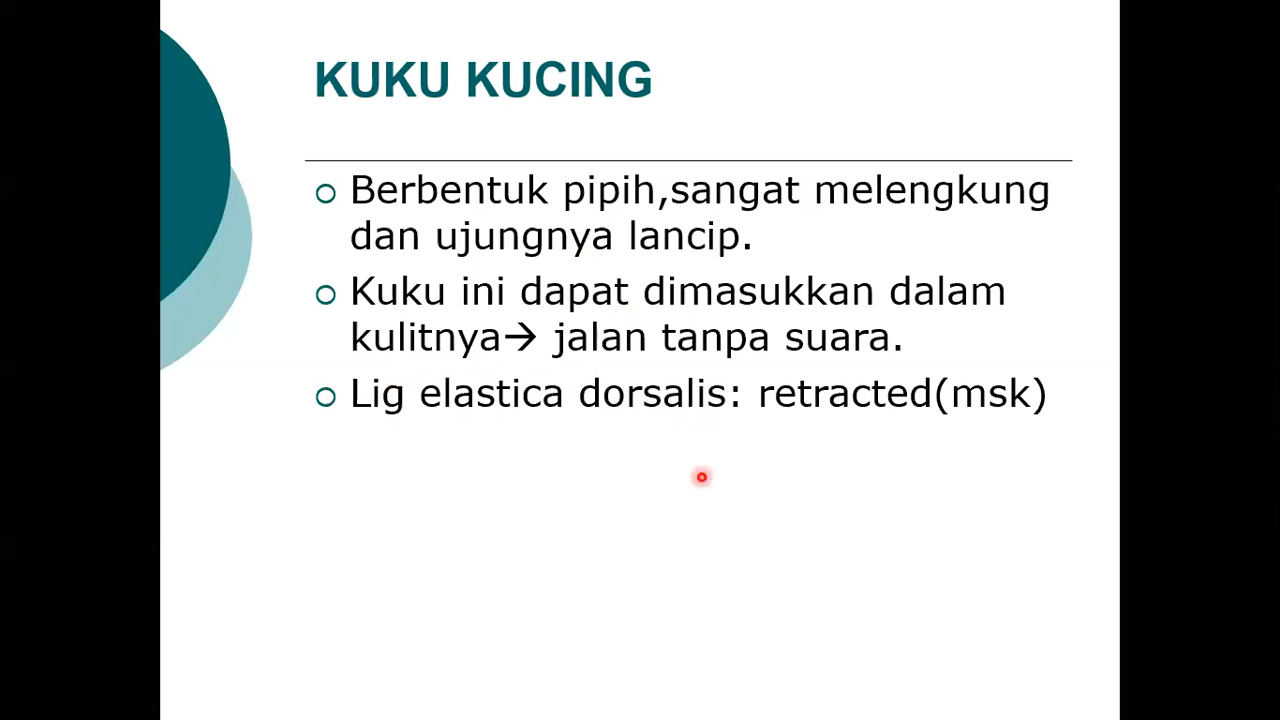 KUKU KUCING
Berbentuk pipih,sangat melengkung
dan ujungnya lancip.
Kuku ini dapat dimasukkan dalam
kulitnya→ jalan tanpa suara.
Lig elastica dorsalis: retracted(msk)